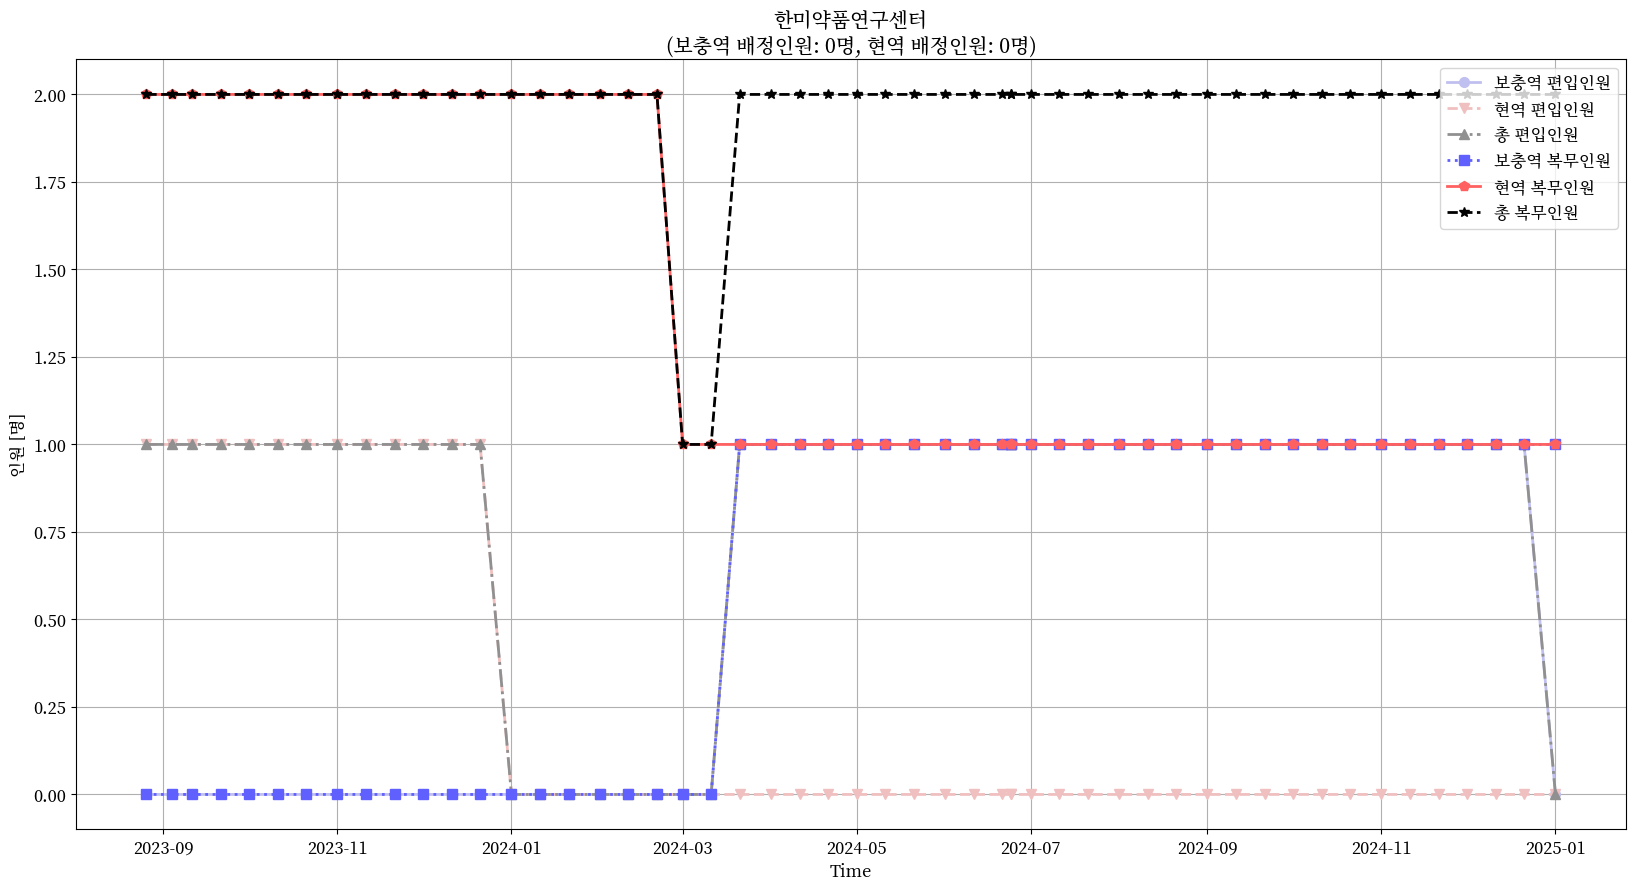 한미약품연구센터
(보충역 배정인원: 0명, 현역 배정인원: 0명)
보충역 편입인원
현역 편입인원
총 편입인원
보충역 복무인원
현역 복무인원
총 복무인원
인원 [명]
2.00
1.75
1.50
1.25
1.00
0.75
0.50
0.25
0.00
2023-09
2023-11
2024-01
2024-03
2024-05
2024-07
2024-09
2024-11
2025-01
Time